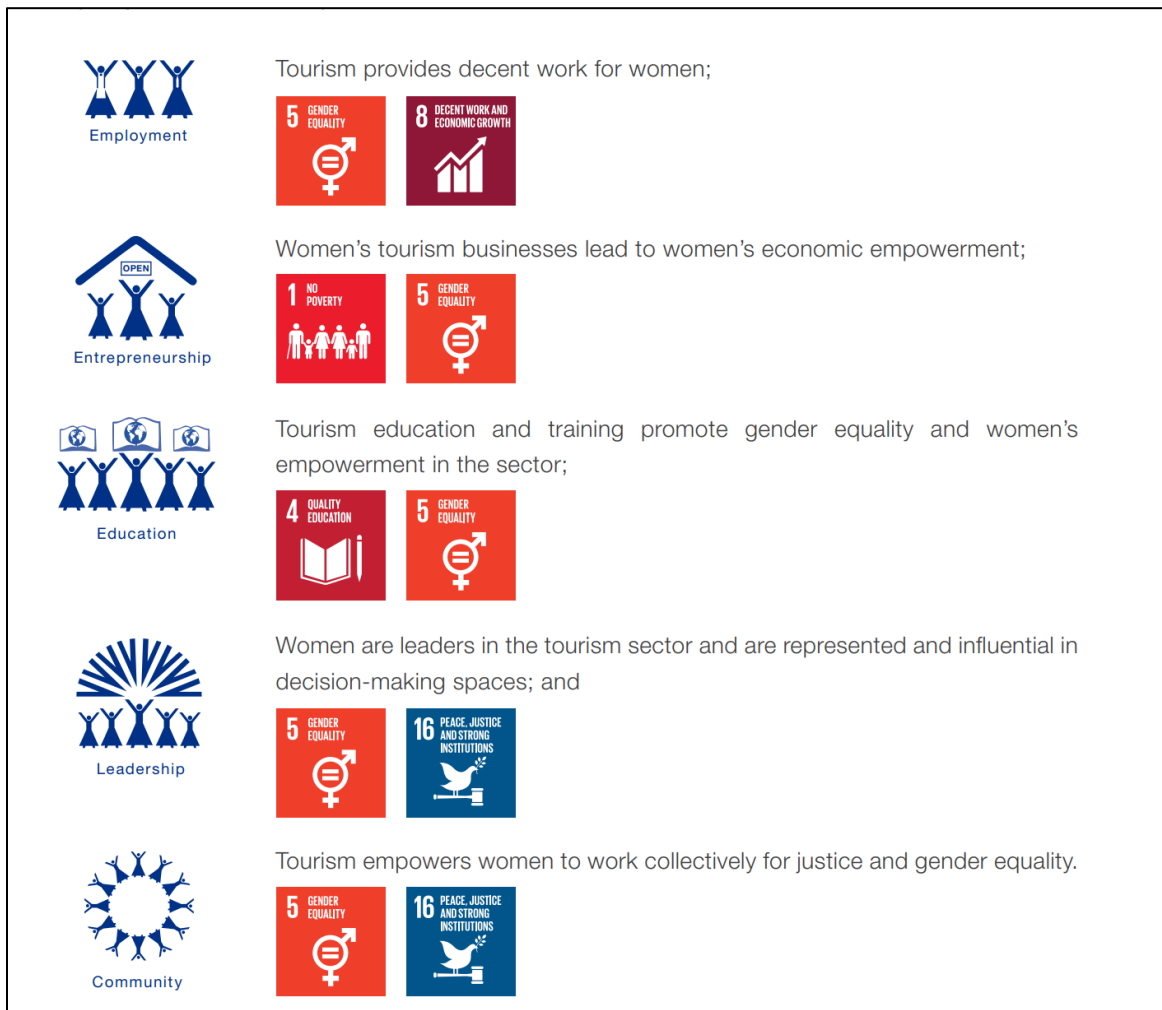 Tourism provides decent work for women;
5 GENDER
EQUALITY
8 DECENT WORK AND
ECONOMIC GROWTH
Employment
Women’s tourism businesses lead to women’s economic empowerment;
OPEN
1 NO
POVERTY
5 GENDER
EQUALITY
Entrepreneurship
Tourism education and training promote gender equality and women’s
empowerment in the sector;
4 QUALITY
EDUCATION
5 GENDER
EQUALITY
Education
Women are leaders in the tourism sector and are represented and influential in
decision-making spaces; and
5 GENDER
EQUALITY
16 PEACE, JUSTICE
AND STRONG
INSTITUTIONS
Leadership
Tourism empowers women to work collectively for justice and gender equality.
5 GENDER
EQUALITY
16 PEACE, JUSTICE
AND STRONG
INSTITUTIONS
Community